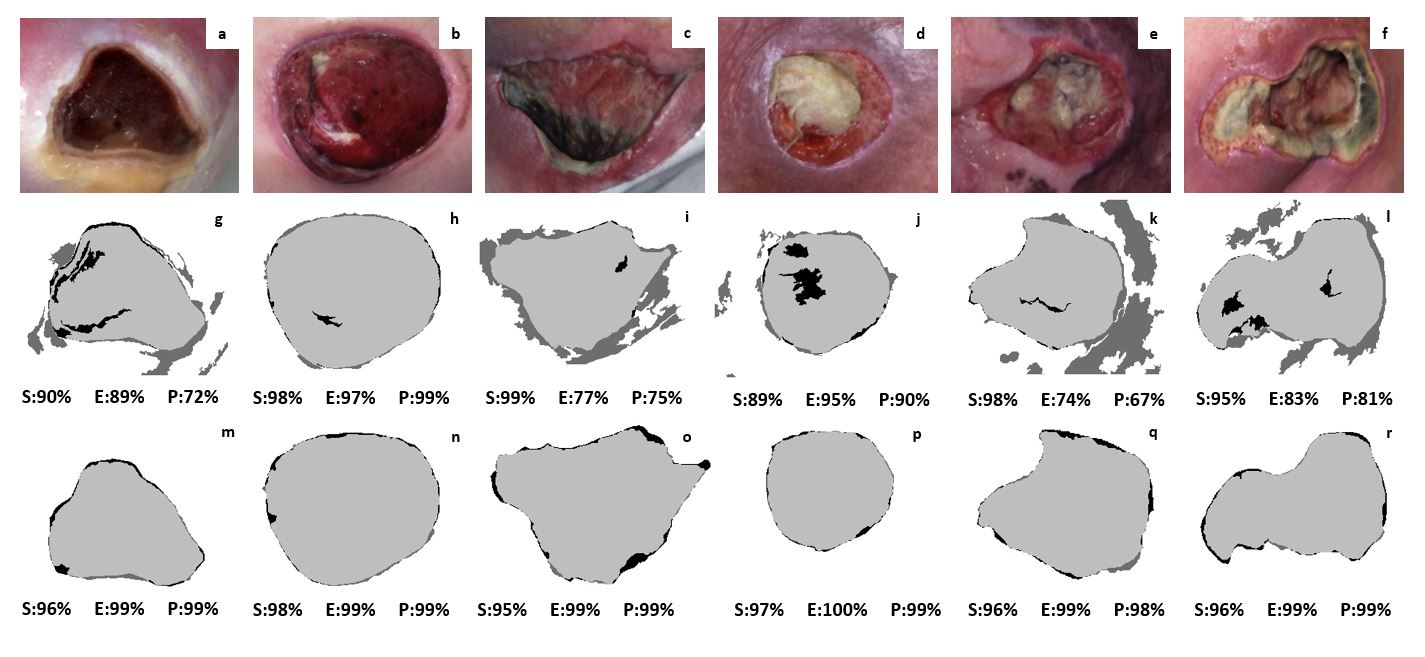 a b c d e f
g h i j k l
S:90% E:89% P:72% S:98% E:97% P:99% S:99% E:77% P:75% S:89% E:95% P:90% S:98% E:74% P:67% S:95% E:83% P:81%
m n o p q r
S:96% E:99% P:99% S:98% E:99% P:99% S:95% E:99% P:99% S:97% E:100% P:99% S:96% E:99% P:98% S:96% E:99% P:99%